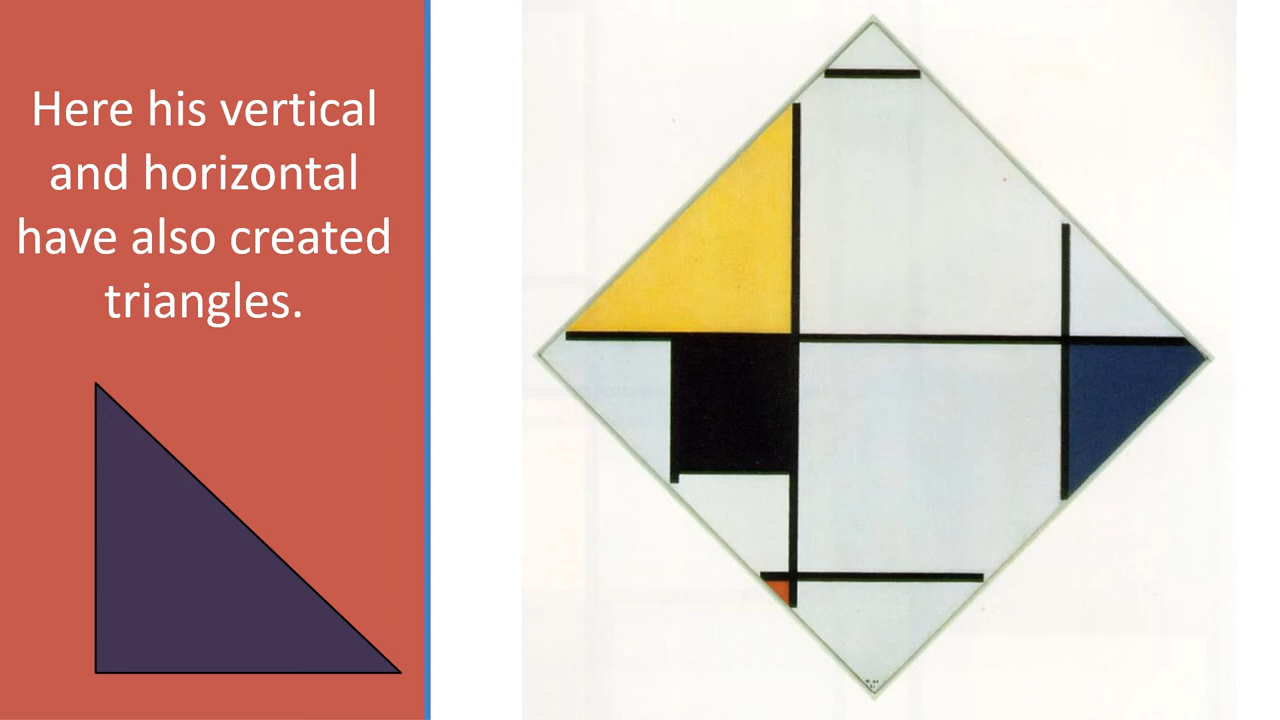 Here his vertical
and horizontal
have also created
triangles.